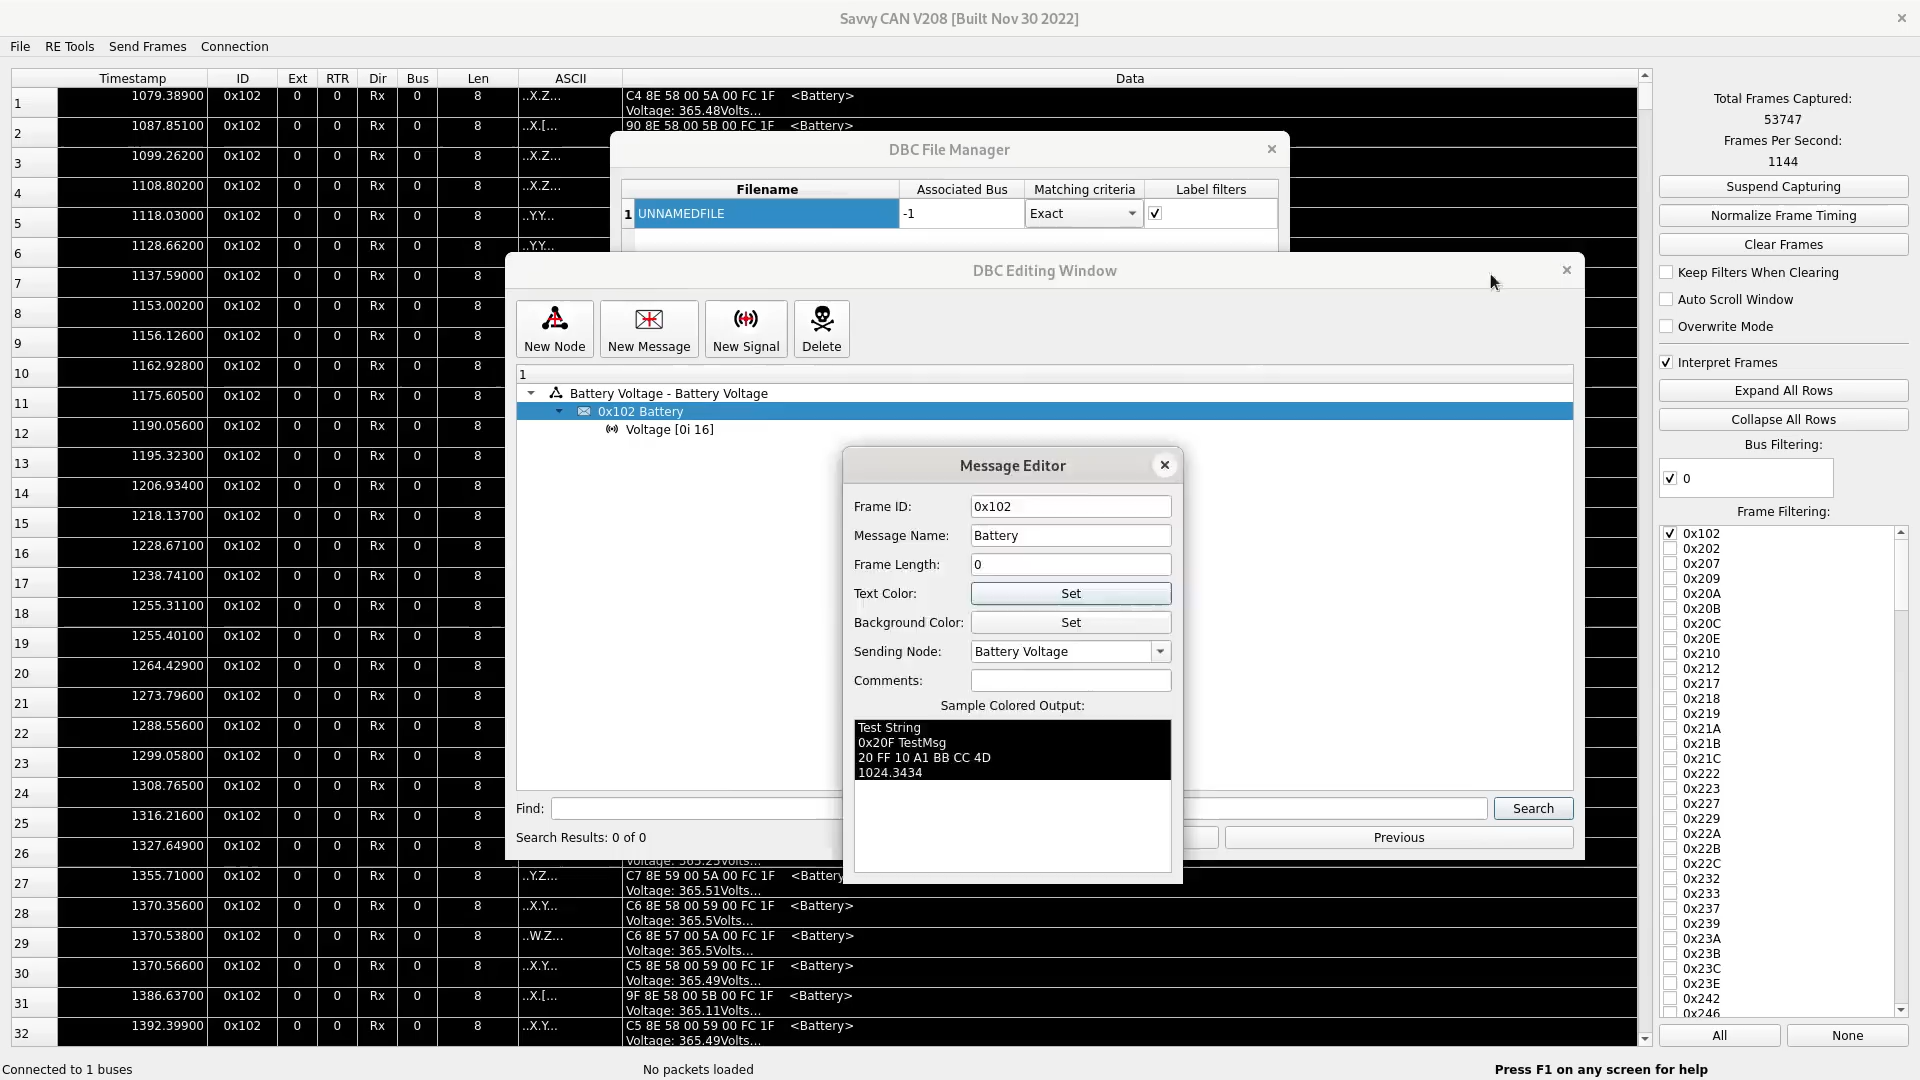 Savvy CAN V208 [Built Nov 30 2022]
File RE Tools Send Frames Connection
Timestamp ID Ext RTR Dir Bus Len ASCII Data
1 1079.38900 0x102 0 0 Rx 0 8 ..X.Z... C4 8E 58 00 5A 00 FC 1F <Battery>
Voltage: 365.48Volts...
2 1087.85100 0x102 0 0 Rx 0 8 ..X.[... 90 8E 58 00 5B 00 FC 1F <Battery>
3 1099.26200 0x102 0 0 Rx 0 8 ..X.Z...
4 1108.80200 0x102 0 0 Rx 0 8 ..X.Z...
5 1118.03000 0x102 0 0 Rx 0 8 ..Y.Y...
6 1128.66200 0x102 0 0 Rx 0 8 ..Y.Y...
7 1137.59000 0x102 0 0 Rx 0 8
8 1153.00200 0x102 0 0 Rx 0 8
9 1156.12600 0x102 0 0 Rx 0 8
10 1162.92800 0x102 0 0 Rx 0 8
11 1175.60500 0x102 0 0 Rx 0 8
12 1190.05600 0x102 0 0 Rx 0 8
13 1195.32300 0x102 0 0 Rx 0 8
14 1206.93400 0x102 0 0 Rx 0 8
15 1218.13700 0x102 0 0 Rx 0 8
16 1228.67100 0x102 0 0 Rx 0 8
17 1238.74100 0x102 0 0 Rx 0 8
18 1255.31100 0x102 0 0 Rx 0 8
19 1255.40100 0x102 0 0 Rx 0 8
20 1264.42900 0x102 0 0 Rx 0 8
21 1273.79600 0x102 0 0 Rx 0 8
22 1288.55600 0x102 0 0 Rx 0 8
23 1299.05800 0x102 0 0 Rx 0 8
24 1308.76500 0x102 0 0 Rx 0 8
25 1316.21600 0x102 0 0 Rx 0 8
26 1327.64900 0x102 0 0 Rx 0 8
Voltage: 365.25Volts...
27 1355.71000 0x102 0 0 Rx 0 8 ..Y.Z... C7 8E 59 00 5A 00 FC 1F <Battery
Voltage: 365.51Volts...
28 1370.35600 0x102 0 0 Rx 0 8 ..X.Y... C6 8E 58 00 59 00 FC 1F <Battery>
Voltage: 365.5Volts...
29 1370.53800 0x102 0 0 Rx 0 8 ..W.Z... C6 8E 57 00 5A 00 FC 1F <Battery>
Voltage: 365.5Volts...
30 1370.56600 0x102 0 0 Rx 0 8 ..X.Y... C5 8E 58 00 59 00 FC 1F <Battery>
Voltage: 365.49Volts...
31 1386.63700 0x102 0 0 Rx 0 8 ..X.[... 9F 8E 58 00 5B 00 FC 1F <Battery>
Voltage: 365.11Volts...
32 1392.39900 0x102 0 0 Rx 0 8 ..X.Y... C5 8E 58 00 59 00 FC 1F <Battery>
Voltage: 365.49Volts...
DBC File Manager
Filename Associated Bus Matching criteria Label filters
1 UNNAMEDFILE -1 Exact
DBC Editing Window
New Node New Message New Signal Delete
1
Battery Voltage - Battery Voltage
0x102 Battery
Voltage [0i 16]
Find: Search
Search Results: 0 of 0 Previous
Message Editor
Frame ID: 0x102
Message Name: Battery
Frame Length: 0
Text Color: Set
Background Color: Set
Sending Node: Battery Voltage
Comments:
Sample Colored Output:
Test String
0x20F TestMsg
20 FF 10 A1 BB CC 4D
1024.3434
Total Frames Captured:
53747
Frames Per Second:
1144
Suspend Capturing
Normalize Frame Timing
Clear Frames
Keep Filters When Clearing
Auto Scroll Window
Overwrite Mode
Interpret Frames
Expand All Rows
Collapse All Rows
Bus Filtering:
0
Frame Filtering:
0x102
0x202
0x207
0x209
0x20A
0x20B
0x20C
0x20E
0x210
0x212
0x217
0x218
0x219
0x21A
0x21B
0x21C
0x222
0x223
0x227
0x229
0x22A
0x22B
0x22C
0x232
0x233
0x237
0x239
0x23A
0x23B
0x23C
0x23E
0x242
0x246
All None
Connected to 1 buses No packets loaded Press F1 on any screen for help